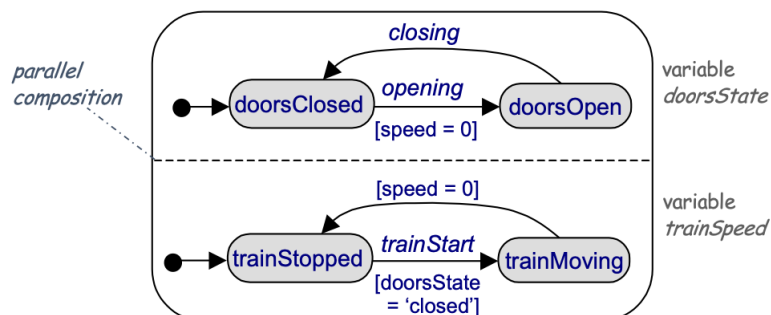 closing
parallel
composition
doorsClosed
opening
doorsOpen
[speed = 0]
variable
doorsState
[speed = 0]
trainStopped
trainStart
trainMoving
[doorsState
= ‘closed’]
variable
trainSpeed